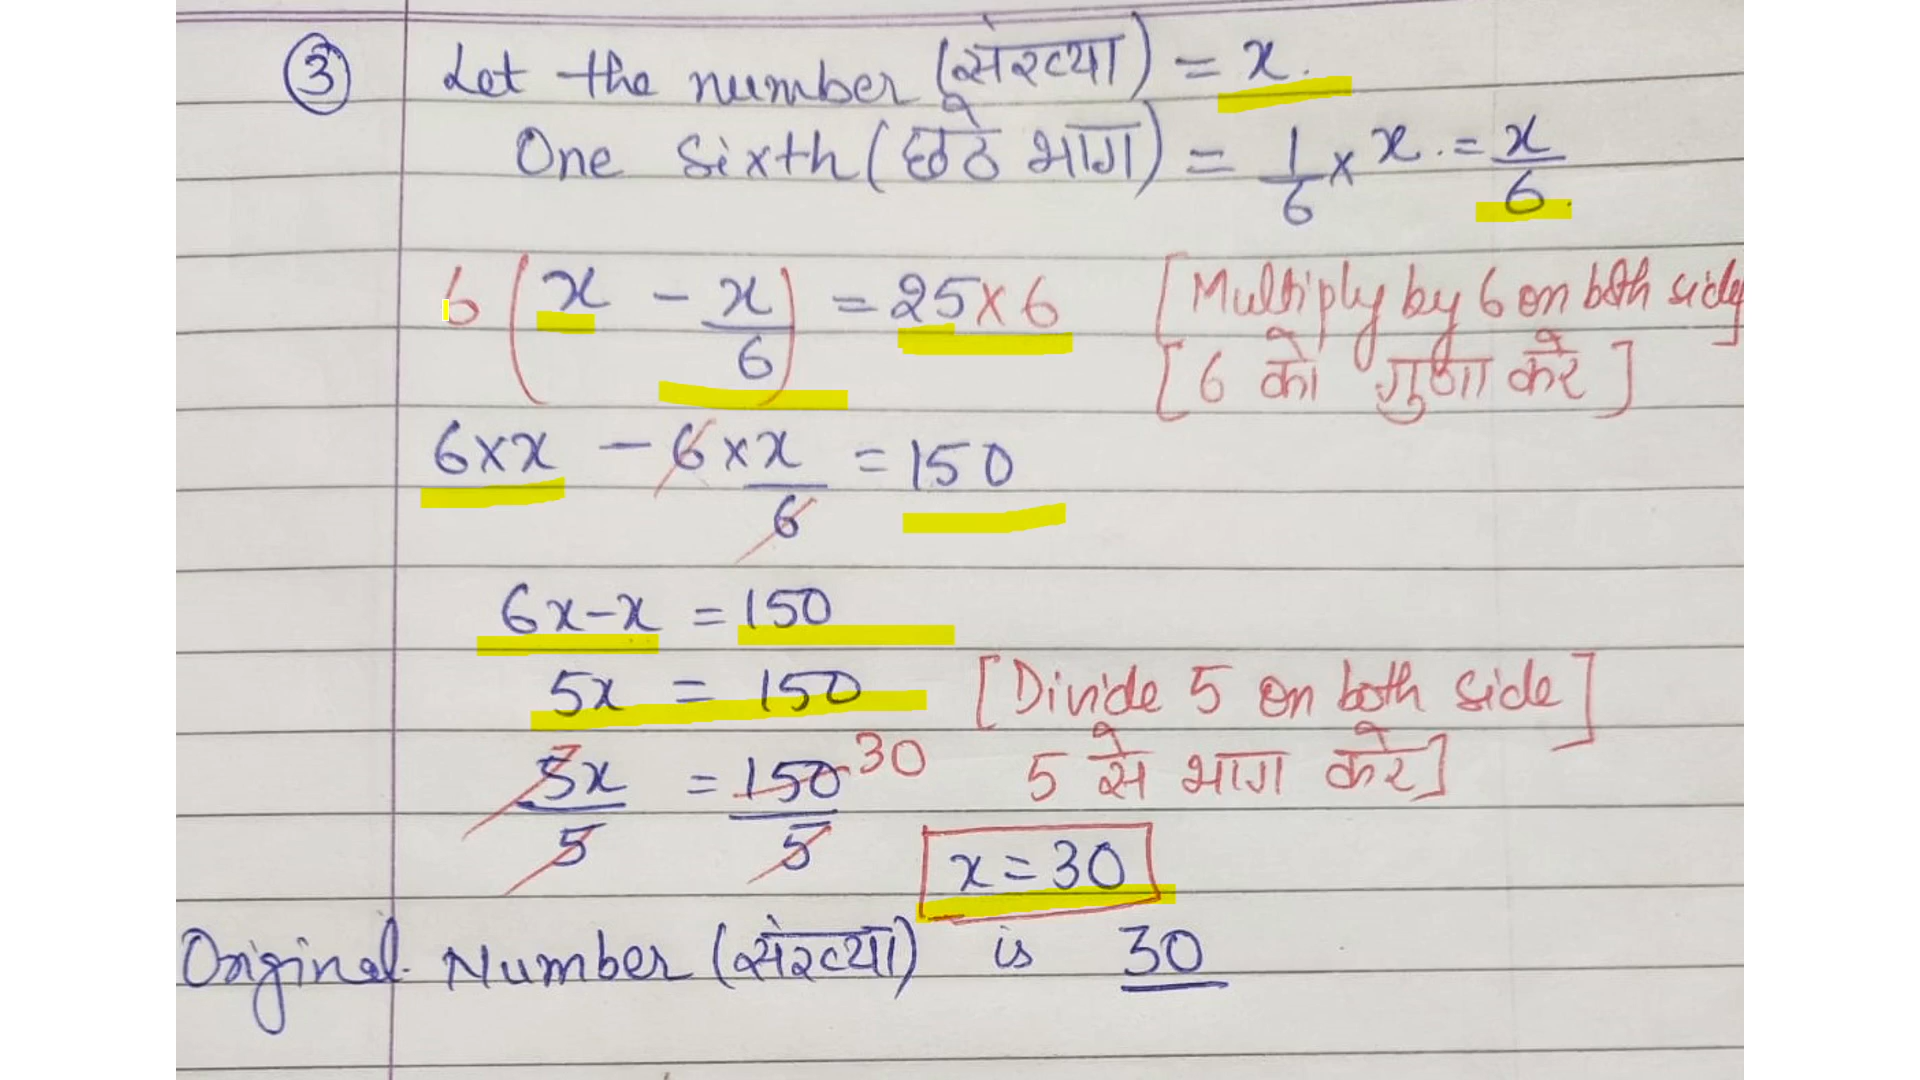 ③ Let the number (संख्या) = x.
One Sixth (छठे भाग) = 1/6 × x. = x/6.
6 (x - x/6) = 25 × 6 [Multiply by 6 on both side]
[6 को गुणा करे]
6×x - 6×x/6 = 150
6x-x = 150
5x = 150 [Divide 5 on both side]
5x/5 = 150/5 30 5 से भाग करे]
x = 30
Original Number (संख्या) is 30